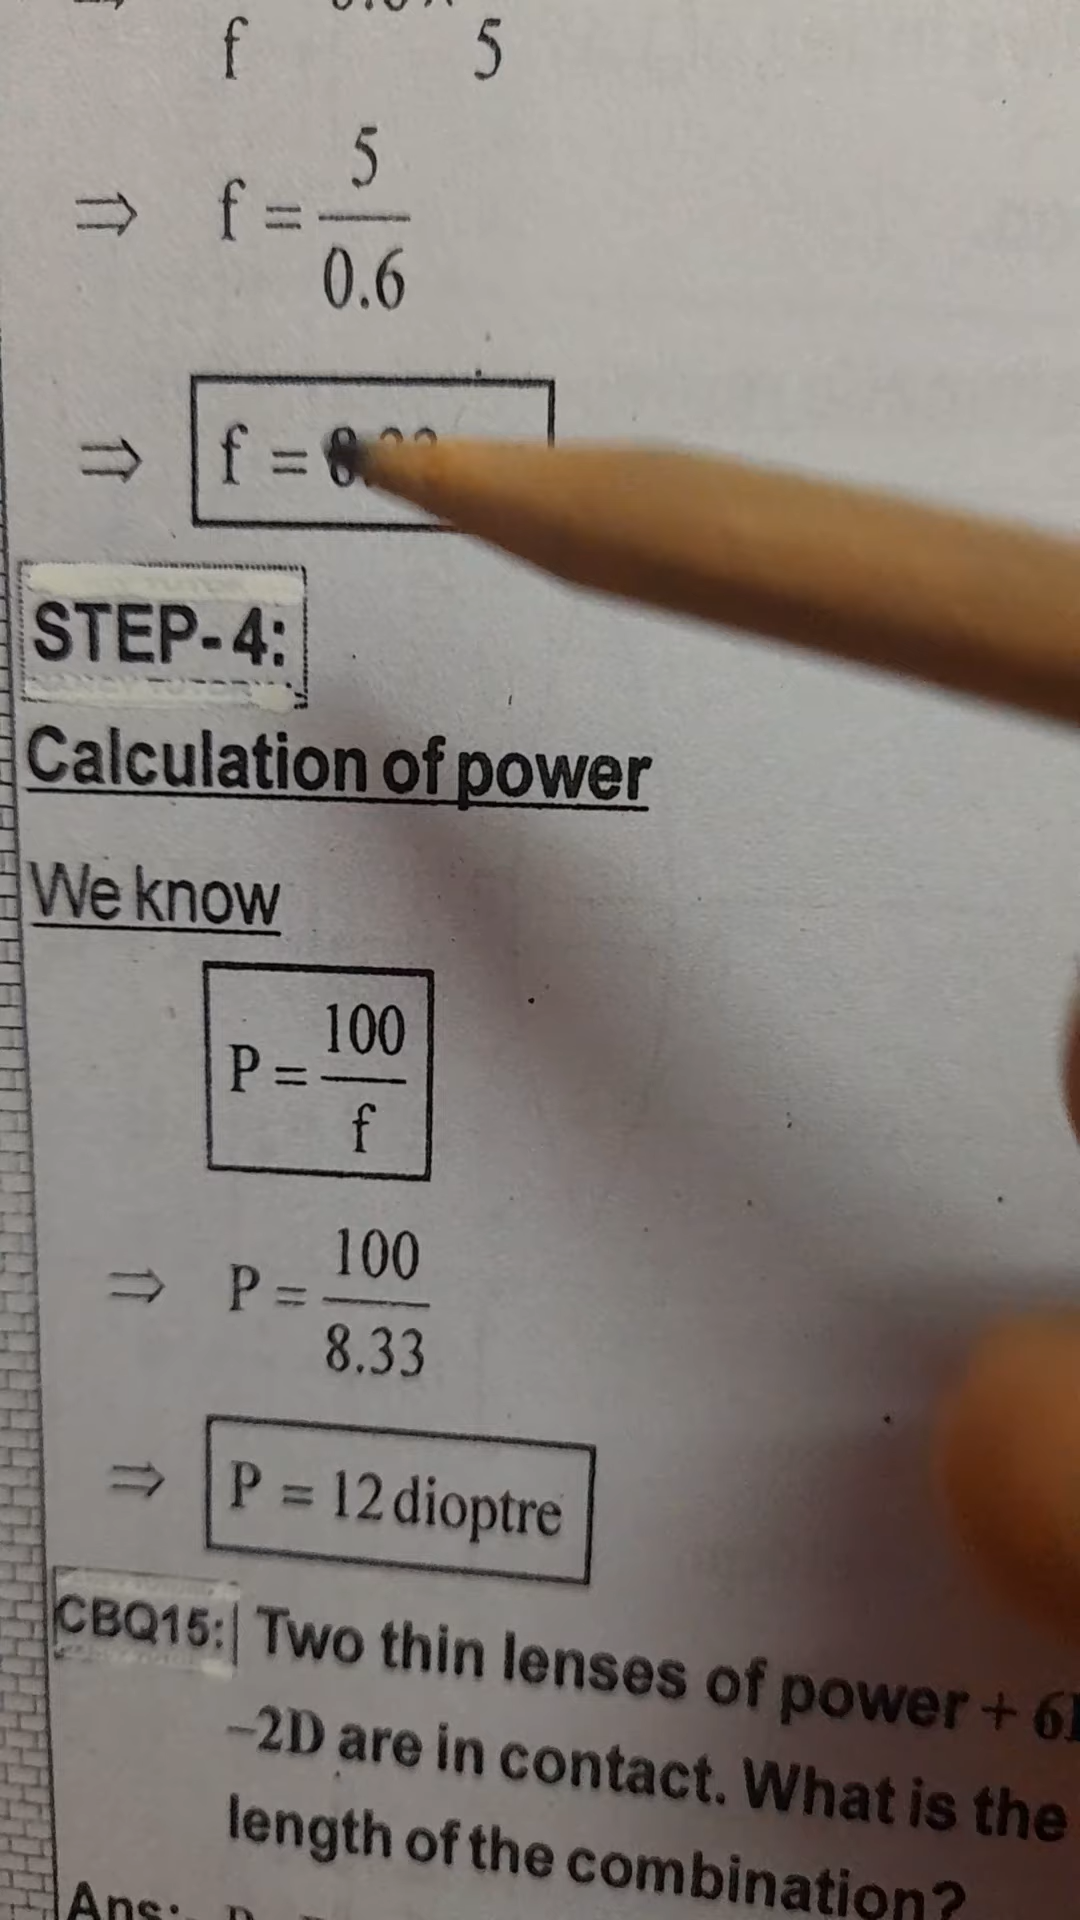 f 5
⇒ f = 5/0.6
⇒ f =
STEP-4:
Calculation of power
We know
P = 100/f
⇒ P = 100/8.33
⇒ P = 12 dioptre
CBQ15: Two thin lenses of power + 6
–2D are in contact. What is the
length of the combination?
Ans: